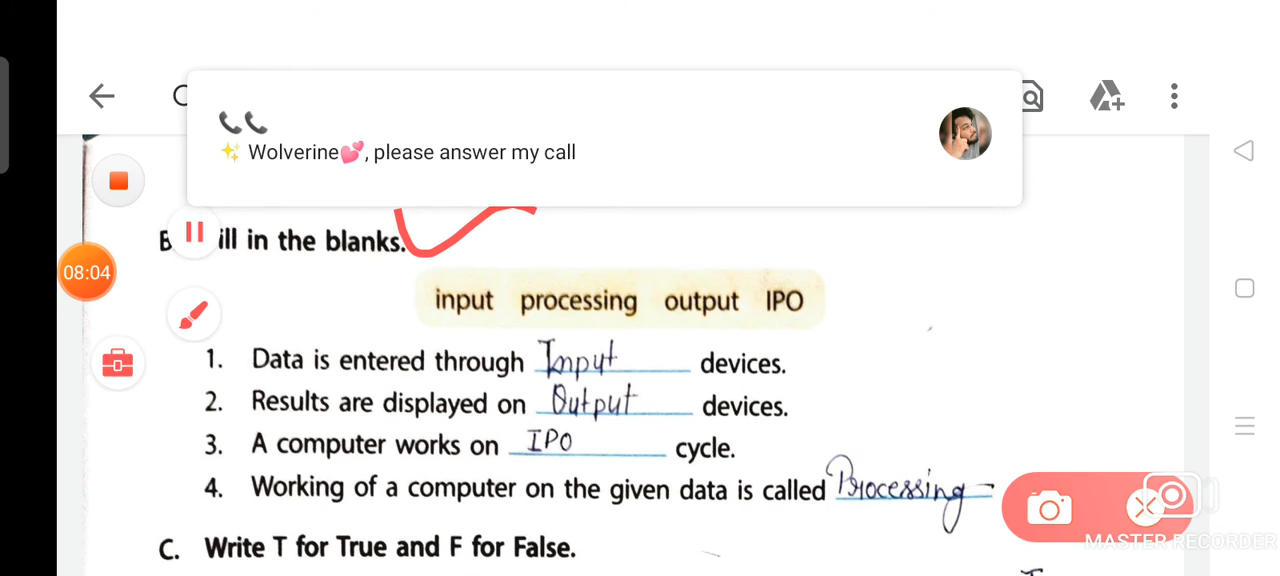 ✨ Wolverine💕, please answer my call
08:04
ill in the blanks.
input processing output IPO
1. Data is entered through Input devices.
2. Results are displayed on Output devices.
3. A computer works on IPO cycle.
4. Working of a computer on the given data is called Processing
MASTER RECORDER
C. Write T for True and F for False.